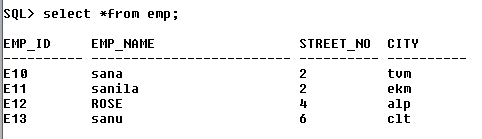 SQL> select *from emp;
EMP_ID EMP_NAME STREET_NO CITY
---------- -------------------- ---------- ----------
E10 sana 2 tvm
E11 sanila 2 ekm
E12 ROSE 4 alp
E13 sanu 6 clt